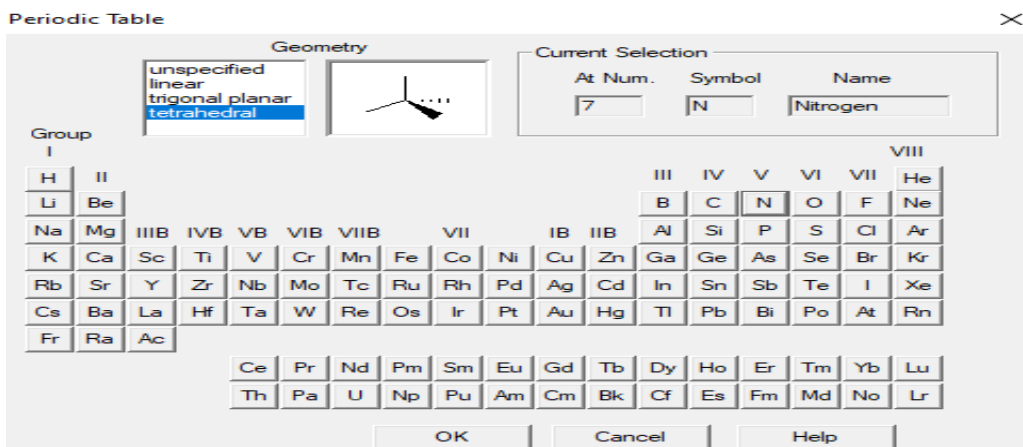 Periodic Table
Geometry
unspecified
linear
trigonal planar
tetrahedral
Current Selection
At Num. Symbol Name
7 N Nitrogen
Group
I VIII
H II III IV V VI VII He
Li Be B C N O F Ne
Na Mg IIIB IVB VB VIB VIIB VII IB IIB Al Si P S Cl Ar
K Ca Sc Ti V Cr Mn Fe Co Ni Cu Zn Ga Ge As Se Br Kr
Rb Sr Y Zr Nb Mo Tc Ru Rh Pd Ag Cd In Sn Sb Te I Xe
Cs Ba La Hf Ta W Re Os Ir Pt Au Hg Tl Pb Bi Po At Rn
Fr Ra Ac
Ce Pr Nd Pm Sm Eu Gd Tb Dy Ho Er Tm Yb Lu
Th Pa U Np Pu Am Cm Bk Cf Es Fm Md No Lr
OK Cancel Help